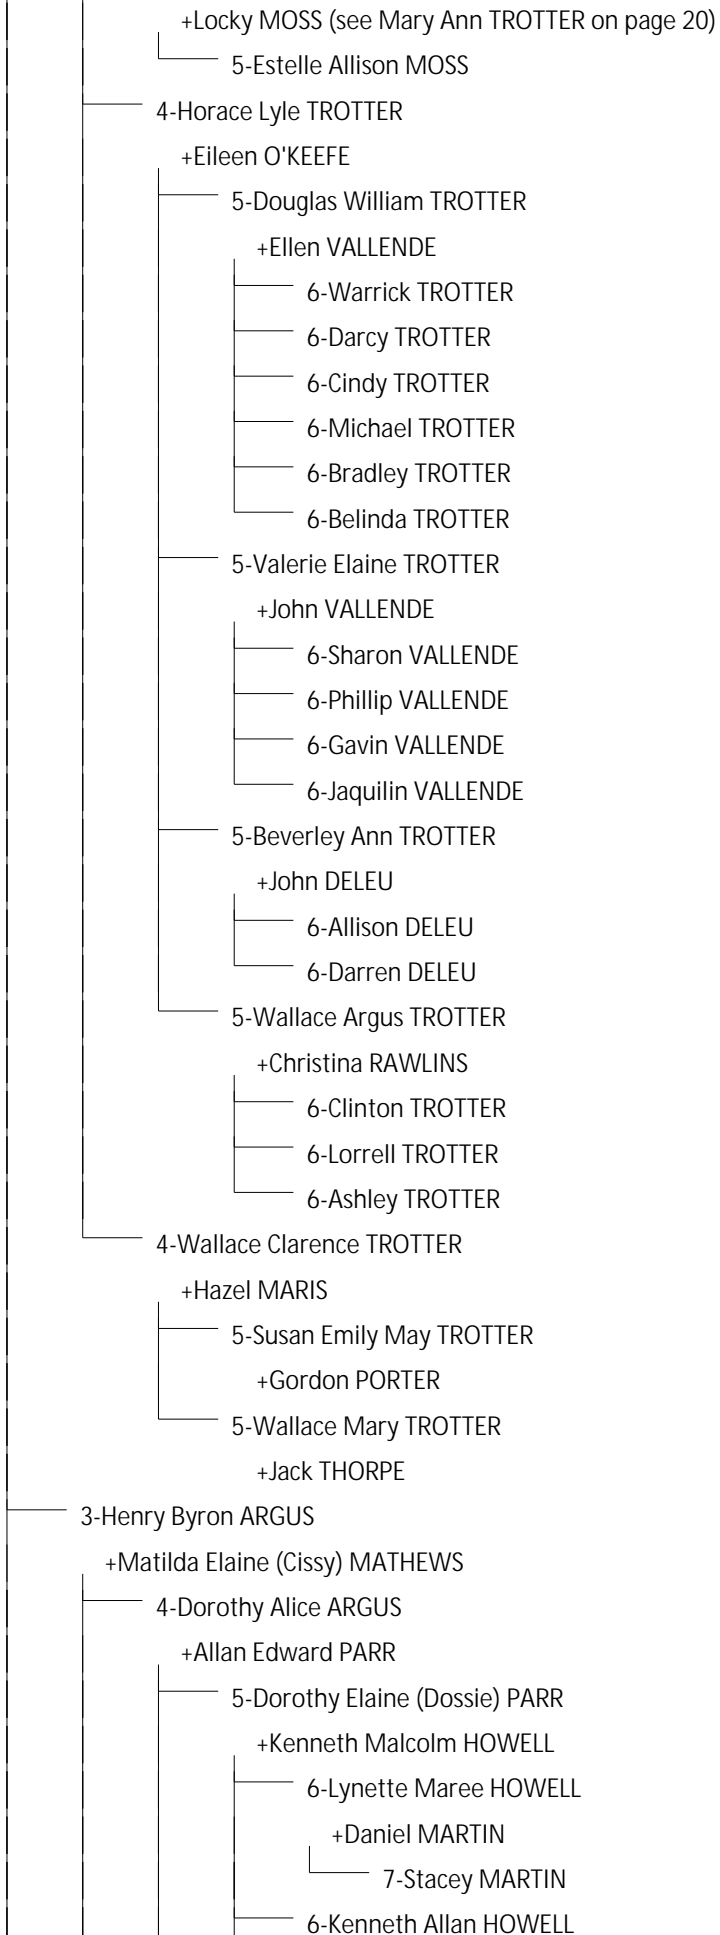 +Locky MOSS (see Mary Ann TROTTER on page 20)
5-Estelle Allison MOSS
4-Horace Lyle TROTTER
+Eileen O'KEEFE
5-Douglas William TROTTER
+Ellen VALLENDE
6-Warrick TROTTER
6-Darcy TROTTER
6-Cindy TROTTER
6-Michael TROTTER
6-Bradley TROTTER
6-Belinda TROTTER
5-Valerie Elaine TROTTER
+John VALLENDE
6-Sharon VALLENDE
6-Phillip VALLENDE
6-Gavin VALLENDE
6-Jaquilin VALLENDE
5-Beverley Ann TROTTER
+John DELEU
6-Allison DELEU
6-Darren DELEU
5-Wallace Argus TROTTER
+Christina RAWLINS
6-Clinton TROTTER
6-Lorrell TROTTER
6-Ashley TROTTER
4-Wallace Clarence TROTTER
+Hazel MARIS
5-Susan Emily May TROTTER
+Gordon PORTER
5-Wallace Mary TROTTER
+Jack THORPE
3-Henry Byron ARGUS
+Matilda Elaine (Cissy) MATHEWS
4-Dorothy Alice ARGUS
+Allan Edward PARR
5-Dorothy Elaine (Dossie) PARR
+Kenneth Malcolm HOWELL
6-Lynette Maree HOWELL
+Daniel MARTIN
7-Stacey MARTIN
6-Kenneth Allan HOWELL